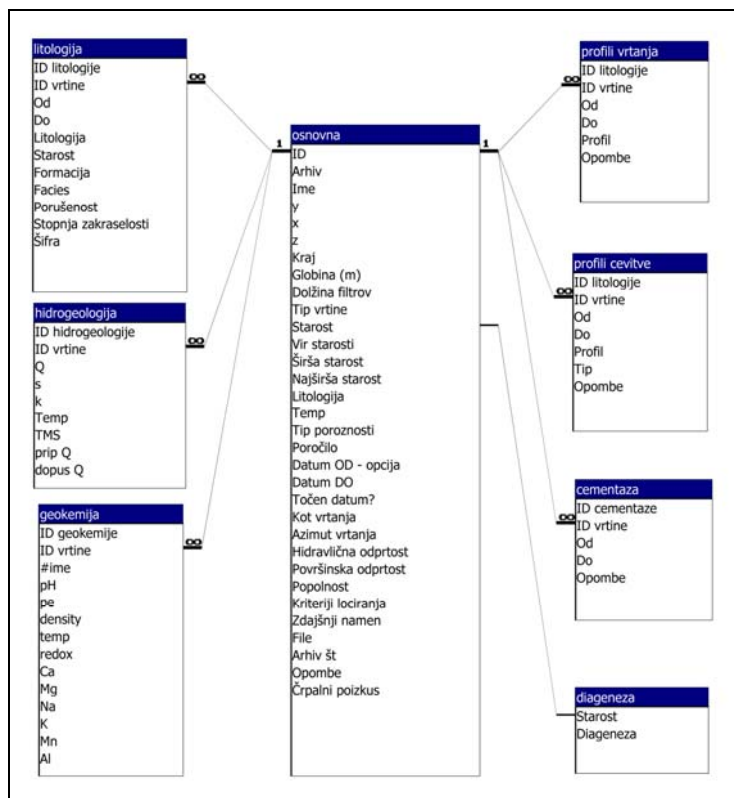 litologija
ID litologije
ID vrtine
Od
Do
Litologija
Starost
Formacija
Facies
Porušenost
Stopnja zakraselosti
Šifra
∞
hidrogeologija
ID hidrogeologije
ID vrtine
Q
s
k
Temp
TMS
prip Q
dopus Q
∞
geokemija
ID geokemije
ID vrtine
#ime
pH
pe
density
temp
redox
Ca
Mg
Na
K
Mn
Al
∞
1
osnovna
1
ID
Arhiv
Ime
y
x
z
Kraj
Globina (m)
Dolžina filtrov
Tip vrtine
Starost
Vir starosti
Širša starost
Najširša starost
Litologija
Temp
Tip poroznosti
Poročilo
Datum OD - opcija
Datum DO
Točen datum?
Kot vrtanja
Azimut vrtanja
Hidravlična odprtost
Površinska odprtost
Popolnost
Kriteriji lociranja
Zdajšnji namen
File
Arhiv št
Opombe
Črpalni poizkus
profili vrtanja
ID litologije
∞
ID vrtine
Od
Do
Profil
Opombe
profili cevitve
ID litologije
∞
ID vrtine
Od
Do
Profil
Tip
Opombe
cementaza
ID cementaze
∞
ID vrtine
Od
Do
Opombe
diageneza
Starost
Diageneza